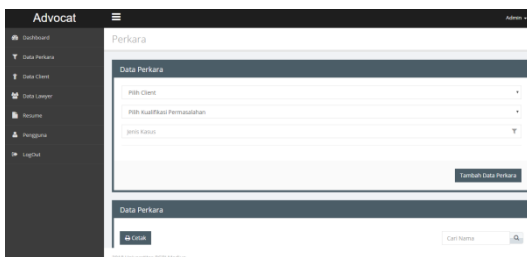 Advocat
Admin
Dashboard
Perkara
Data Perkara
Data Client
Data Lawyer
Resume
Pengguna
LogOut
Data Perkara
Pilih Client
Pilih Kualifikasi Permasalahan
Jenis Kasus
Tambah Data Perkara
Data Perkara
Cetak
Cari Nama